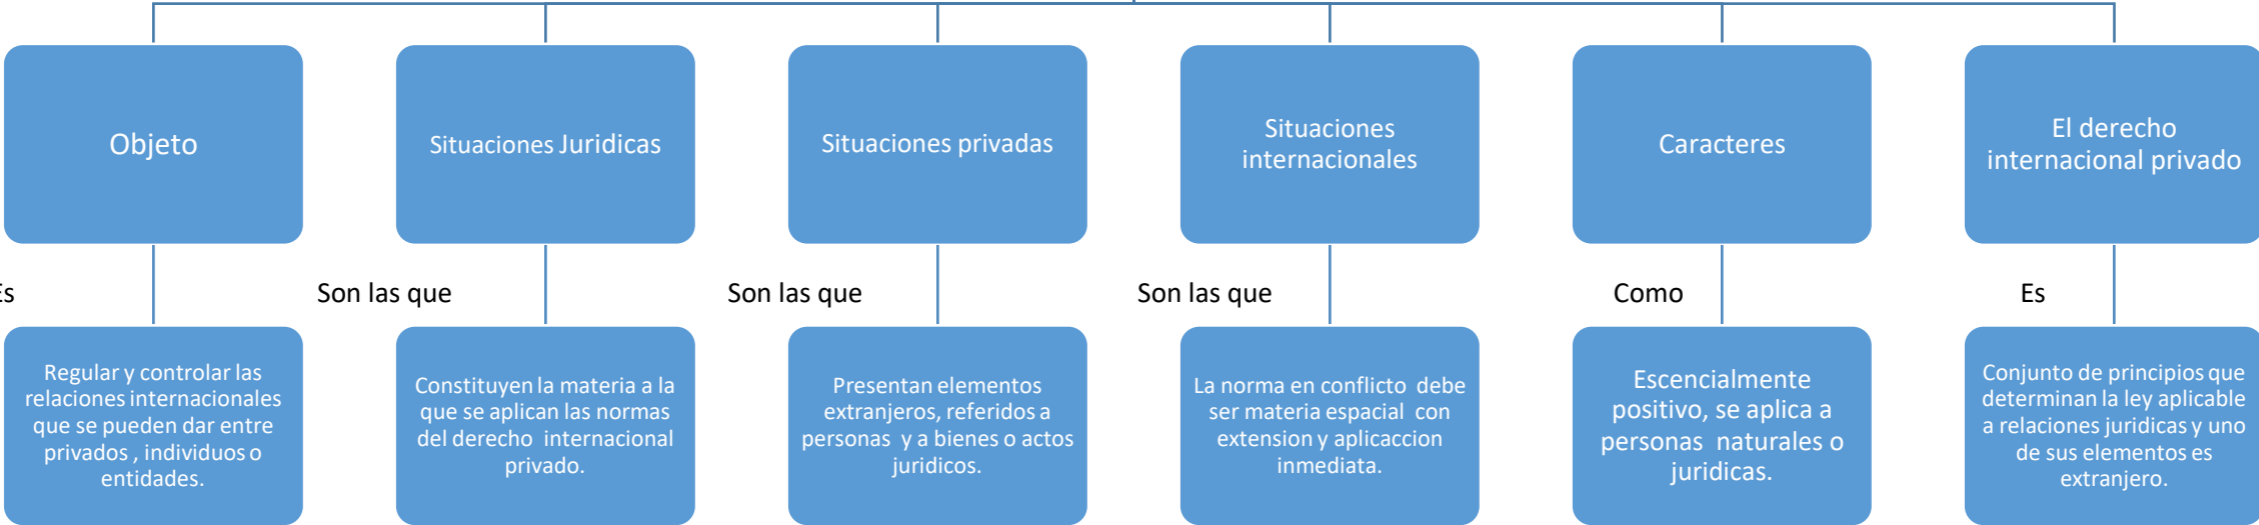 Objeto
Situaciones Juridicas
Situaciones privadas
Situaciones
internacionales
Caracteres
El derecho
internacional privado
Es
Son las que
Son las que
Son las que
Como
Es
Regular y controlar las
relaciones internacionales
que se pueden dar entre
privados , individuos o
entidades.
Constituyen la materia a la
que se aplican las normas
del derecho internacional
privado.
Presentan elementos
extranjeros, referidos a
personas y a bienes o actos
juridicos.
La norma en conflicto debe
ser materia espacial con
extension y aplicaccion
inmediata.
Escencialmente
positivo, se aplica a
personas naturales o
juridicas.
Conjunto de principios que
determinan la ley aplicable
a relaciones juridicas y uno
de sus elementos es
extranjero.